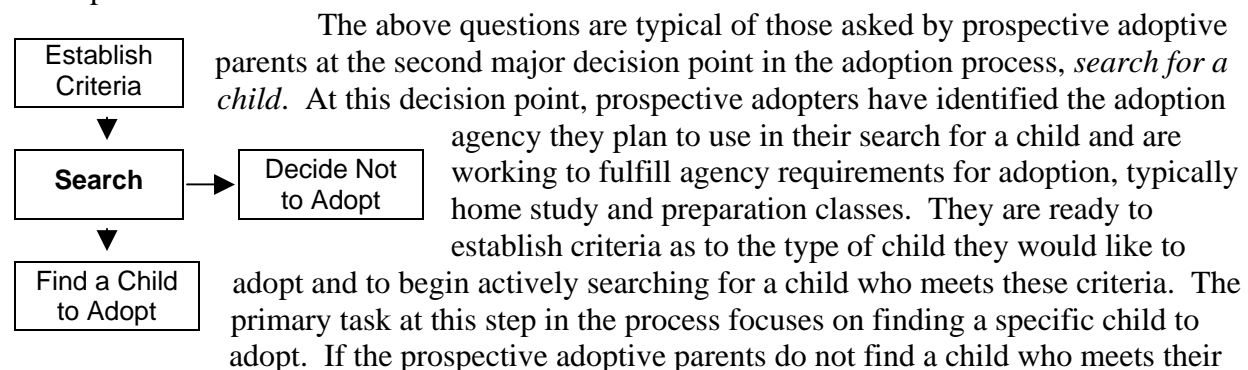 The above questions are typical of those asked by prospective adoptive
parents at the second major decision point in the adoption process, search for a
child. At this decision point, prospective adopters have identified the adoption
agency they plan to use in their search for a child and are
working to fulfill agency requirements for adoption, typically
home study and preparation classes. They are ready to
establish criteria as to the type of child they would like to
adopt and to begin actively searching for a child who meets these criteria. The
primary task at this step in the process focuses on finding a specific child to
adopt. If the prospective adoptive parents do not find a child who meets their
Establish
Criteria
Search
Decide Not
to Adopt
Find a Child
to Adopt